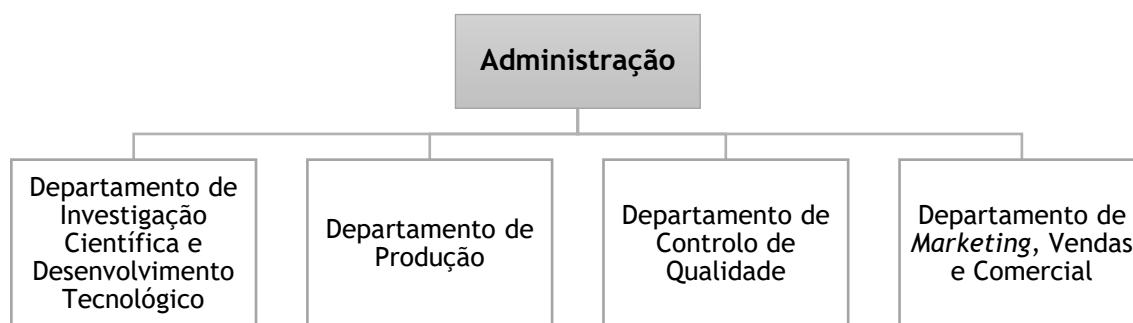 Administração
Departamento de
Investigação
Científica e
Desenvolvimento
Tecnológico
Departamento de
Produção
Departamento de
Controlo de
Qualidade
Departamento de
Marketing, Vendas
e Comercial